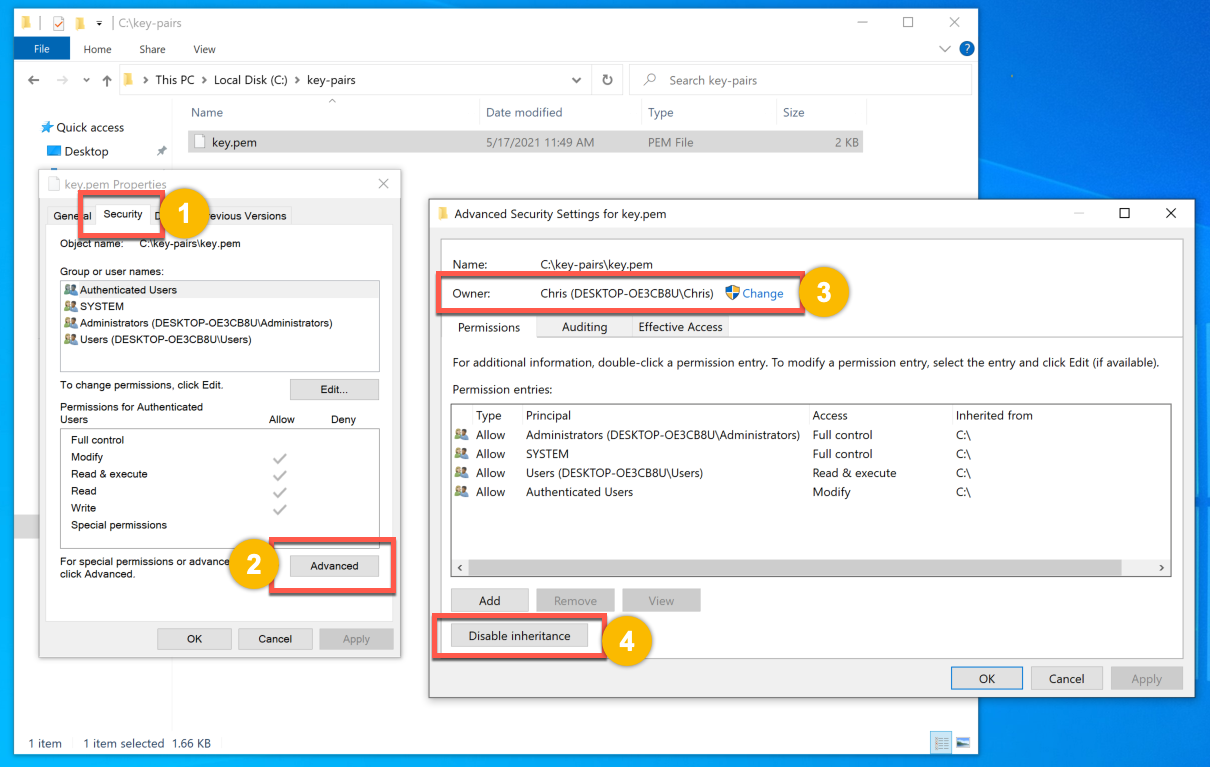 C:\key-pairs
File Home Share View
This PC > Local Disk (C:) > key-pairs Search key-pairs
Name Date modified Type Size
Quick access
Desktop
key.pem 5/17/2021 11:49 AM PEM File 2 KB
key.pem Properties
General Security 1 Previous Versions
Object name: C:\key-pairs\key.pem
Group or user names:
Authenticated Users
SYSTEM
Administrators (DESKTOP-OE3CB8U\Administrators)
Users (DESKTOP-OE3CB8U\Users)
To change permissions, click Edit. Edit...
Permissions for Authenticated
Users Allow Deny
Full control
Modify
Read & execute
Read
Write
Special permissions
For special permissions or advance 2 Advanced
click Advanced.
OK Cancel Apply
Advanced Security Settings for key.pem
Name: C:\key-pairs\key.pem
Owner: Chris (DESKTOP-OE3CB8U\Chris) Change 3
Permissions Auditing Effective Access
For additional information, double-click a permission entry. To modify a permission entry, select the entry and click Edit (if available).
Permission entries:
Type Principal Access Inherited from
Allow Administrators (DESKTOP-OE3CB8U\Administrators) Full control C:\
Allow SYSTEM Full control C:\
Allow Users (DESKTOP-OE3CB8U\Users) Read & execute C:\
Allow Authenticated Users Modify C:\
Add Remove View
Disable inheritance 4
OK Cancel Apply
1 item 1 item selected 1.66 KB